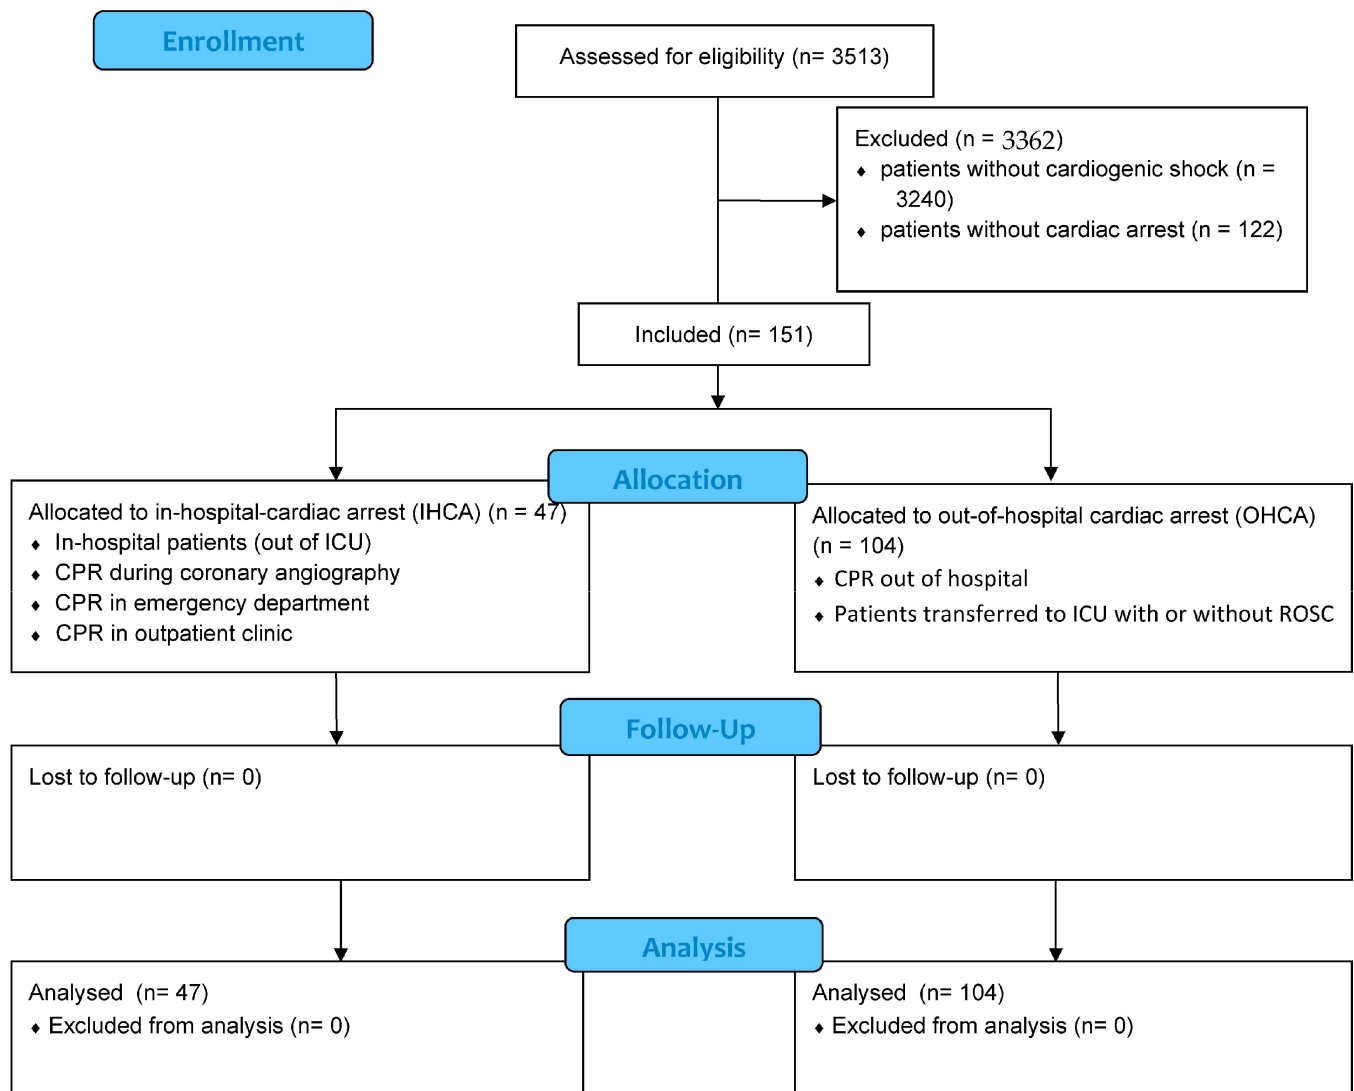 Enrollment
Assessed for eligibility (n= 3513)
Excluded (n = 3362)
♦ patients without cardiogenic shock (n =
3240)
♦ patients without cardiac arrest (n = 122)
Included (n= 151)
Allocation
Allocated to in-hospital-cardiac arrest (IHCA) (n = 47)
♦ In-hospital patients (out of ICU)
♦ CPR during coronary angiography
♦ CPR in emergency department
♦ CPR in outpatient clinic
Allocated to out-of-hospital cardiac arrest (OHCA)
(n = 104)
♦ CPR out of hospital
♦ Patients transferred to ICU with or without ROSC
Follow-Up
Lost to follow-up (n= 0)
Lost to follow-up (n= 0)
Analysis
Analysed (n= 47)
♦ Excluded from analysis (n= 0)
Analysed (n= 104)
♦ Excluded from analysis (n= 0)